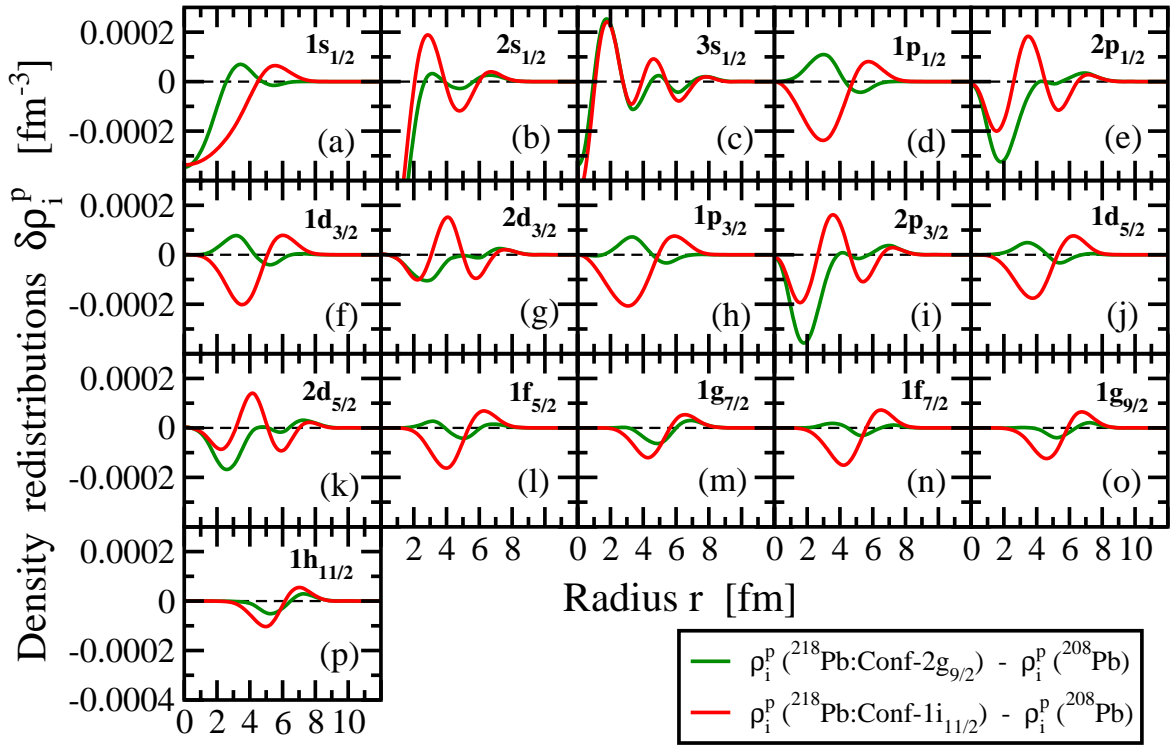 Density redistributions δρ_i^p [fm^-3]
0.0002
0
-0.0002
1s1/2
(a)
2s1/2
(b)
3s1/2
(c)
1p1/2
(d)
2p1/2
(e)
0.0002
0
-0.0002
1d3/2
(f)
2d3/2
(g)
1p3/2
(h)
2p3/2
(i)
1d5/2
(j)
0.0002
0
-0.0002
2d5/2
(k)
1f5/2
(l)
1g7/2
(m)
1f7/2
(n)
1g9/2
(o)
0 2 4 6 8
0 2 4 6 8
0 2 4 6 8 10
2 4 6 8
0.0002
0
-0.0002
-0.0004
1h11/2
(p)
0 2 4 6 8 10
Radius r [fm]
ρ_i^p (^218Pb:Conf-2g9/2) - ρ_i^p (^208Pb)
ρ_i^p (^218Pb:Conf-1i11/2) - ρ_i^p (^208Pb)